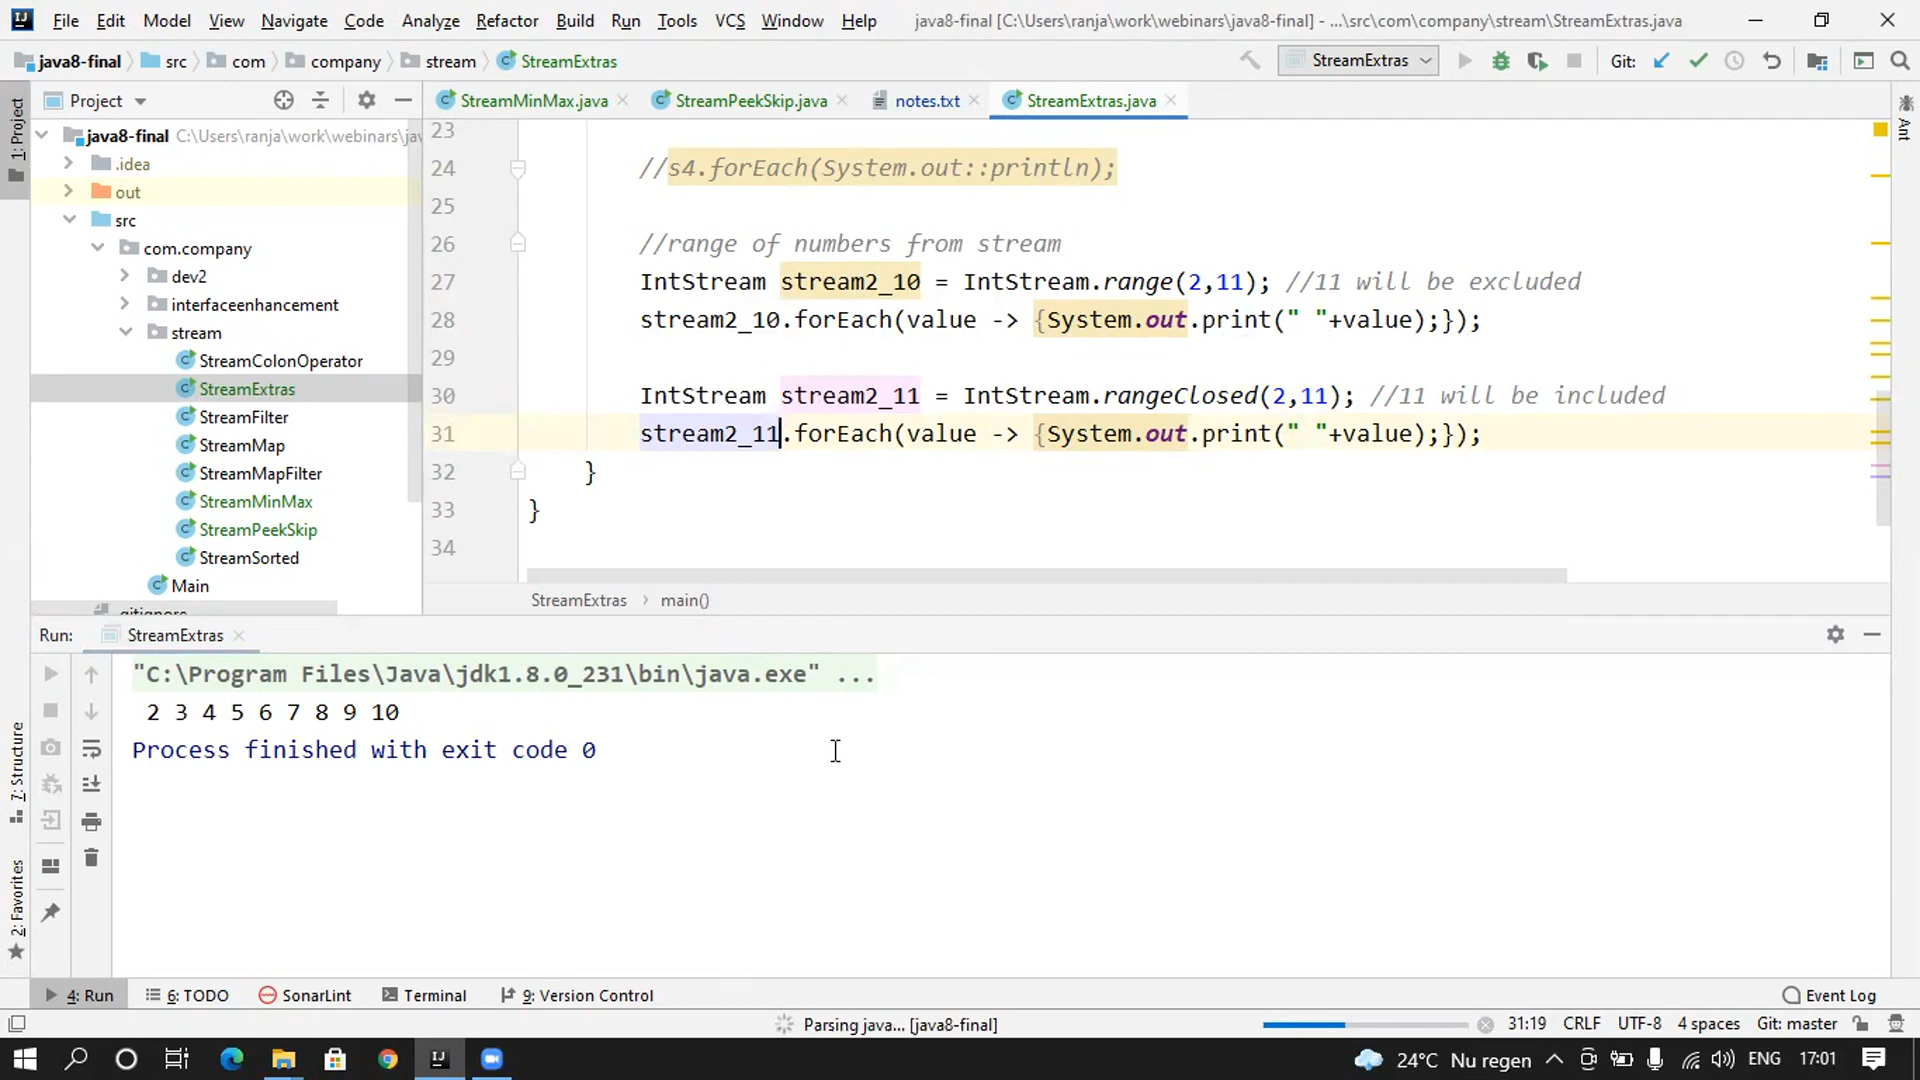 File Edit Model View Navigate Code Analyze Refactor Build Run Tools VCS Window Help java8-final [C:\Users\ranja\work\webinars\java8-final] - ...\src\com\company\stream\StreamExtras.java
java8-final src com company stream StreamExtras StreamExtras Git:
Project StreamMinMax.java StreamPeekSkip.java notes.txt StreamExtras.java
1: Project
Ant
java8-final C:\Users\ranja\work\webinars\jav
.idea
out
src
com.company
dev2
interfaceenhancement
stream
StreamColonOperator
StreamExtras
StreamFilter
StreamMap
StreamMapFilter
StreamMinMax
StreamPeekSkip
StreamSorted
Main
.gitignore
23
24 //s4.forEach(System.out::println);
25
26 //range of numbers from stream
27 IntStream stream2_10 = IntStream.range(2,11); //11 will be excluded
28 stream2_10.forEach(value -> {System.out.print(" "+value);});
29
30 IntStream stream2_11 = IntStream.rangeClosed(2,11); //11 will be included
31 stream2_11.forEach(value -> {System.out.print(" "+value);});
32 }
33 }
34
StreamExtras main()
Run: StreamExtras
"C:\Program Files\Java\jdk1.8.0_231\bin\java.exe" ...
2 3 4 5 6 7 8 9 10
Process finished with exit code 0
7: Structure
2: Favorites
4: Run 6: TODO SonarLint Terminal 9: Version Control Event Log
Parsing java... [java8-final] 31:19 CRLF UTF-8 4 spaces Git: master
24°C Nu regen ENG 17:01